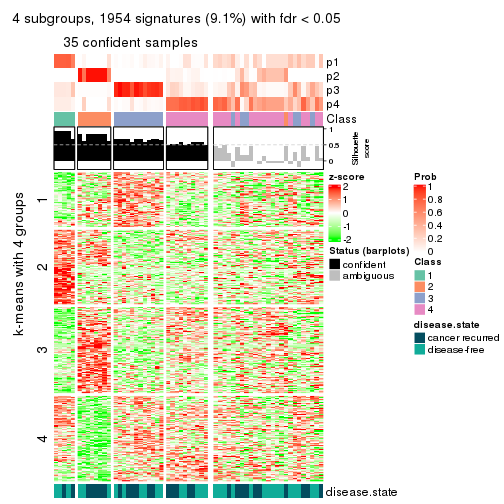 4 subgroups, 1954 signatures (9.1%) with fdr < 0.05
35 confident samples
p1
p2
p3
p4
Class
1
0.5
0
Silhouette
score
k-means with 4 groups
1
2
3
4
disease.state
z-score
2
1
0
-1
-2
Status (barplots)
confident
ambiguous
Prob
1
0.8
0.6
0.4
0.2
0
Class
1
2
3
4
disease.state
cancer recurred
disease-free